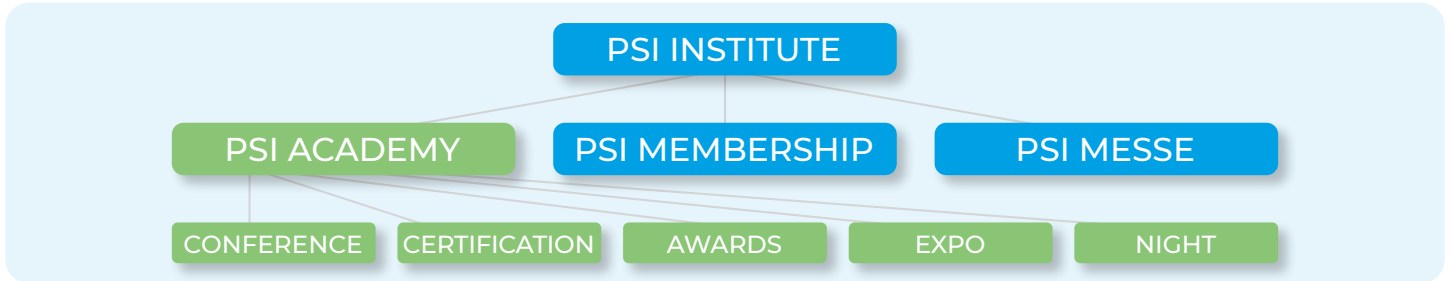 PSI INSTITUTE
PSI ACADEMY
PSI MEMBERSHIP
PSI MESSE
CONFERENCE
CERTIFICATION
AWARDS
EXPO
NIGHT